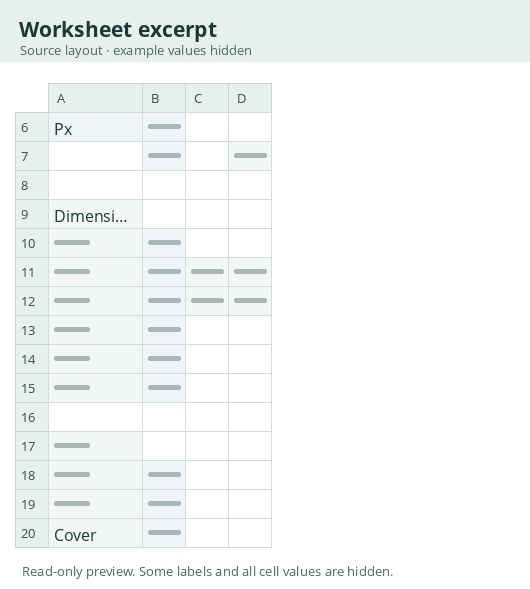 Worksheet excerpt
Source layout · example values hidden
A B C D
6 Px
7
8
9 Dimensi...
10
11
12
13
14
15
16
17
18
19
20 Cover
Read-only preview. Some labels and all cell values are hidden.